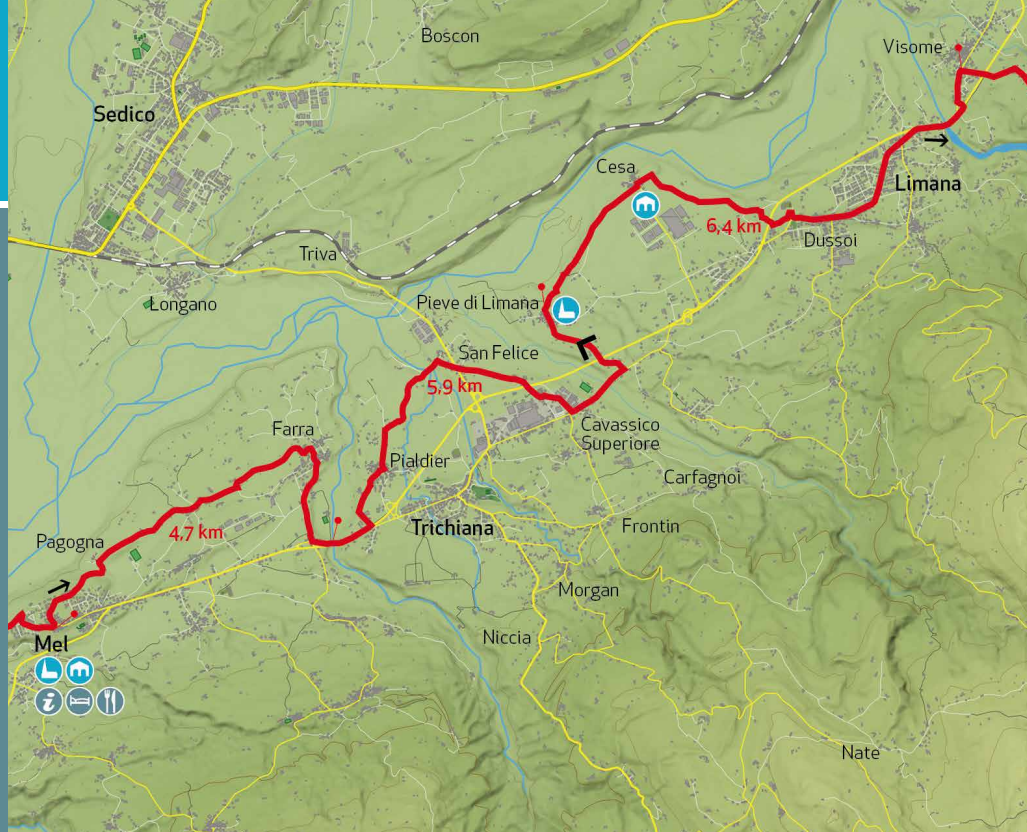 Boscon
Visome
Sedico
Cesa
Limana
6,4 km
Dussoi
Triva
Longano
Pieve di Limana
San Felice
5,9 km
Farra
Cavassico
Superiore
Pialdier
Carfagnoi
Trichiana
Frontin
4,7 km
Pagogna
Morgan
Niccia
Mel
i
Nate